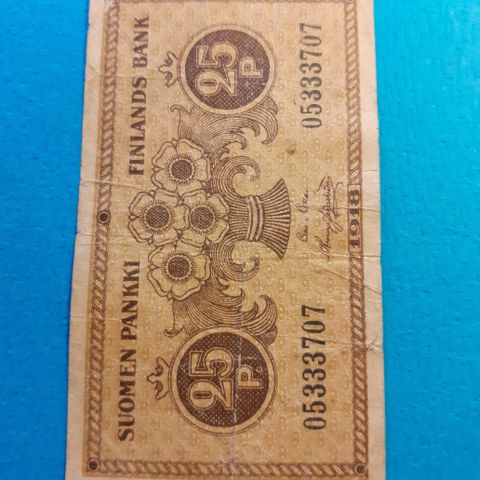 SUOMEN PANKKI FINLANDS BANK
25 P. 25 P.
05333707 05333707
1918